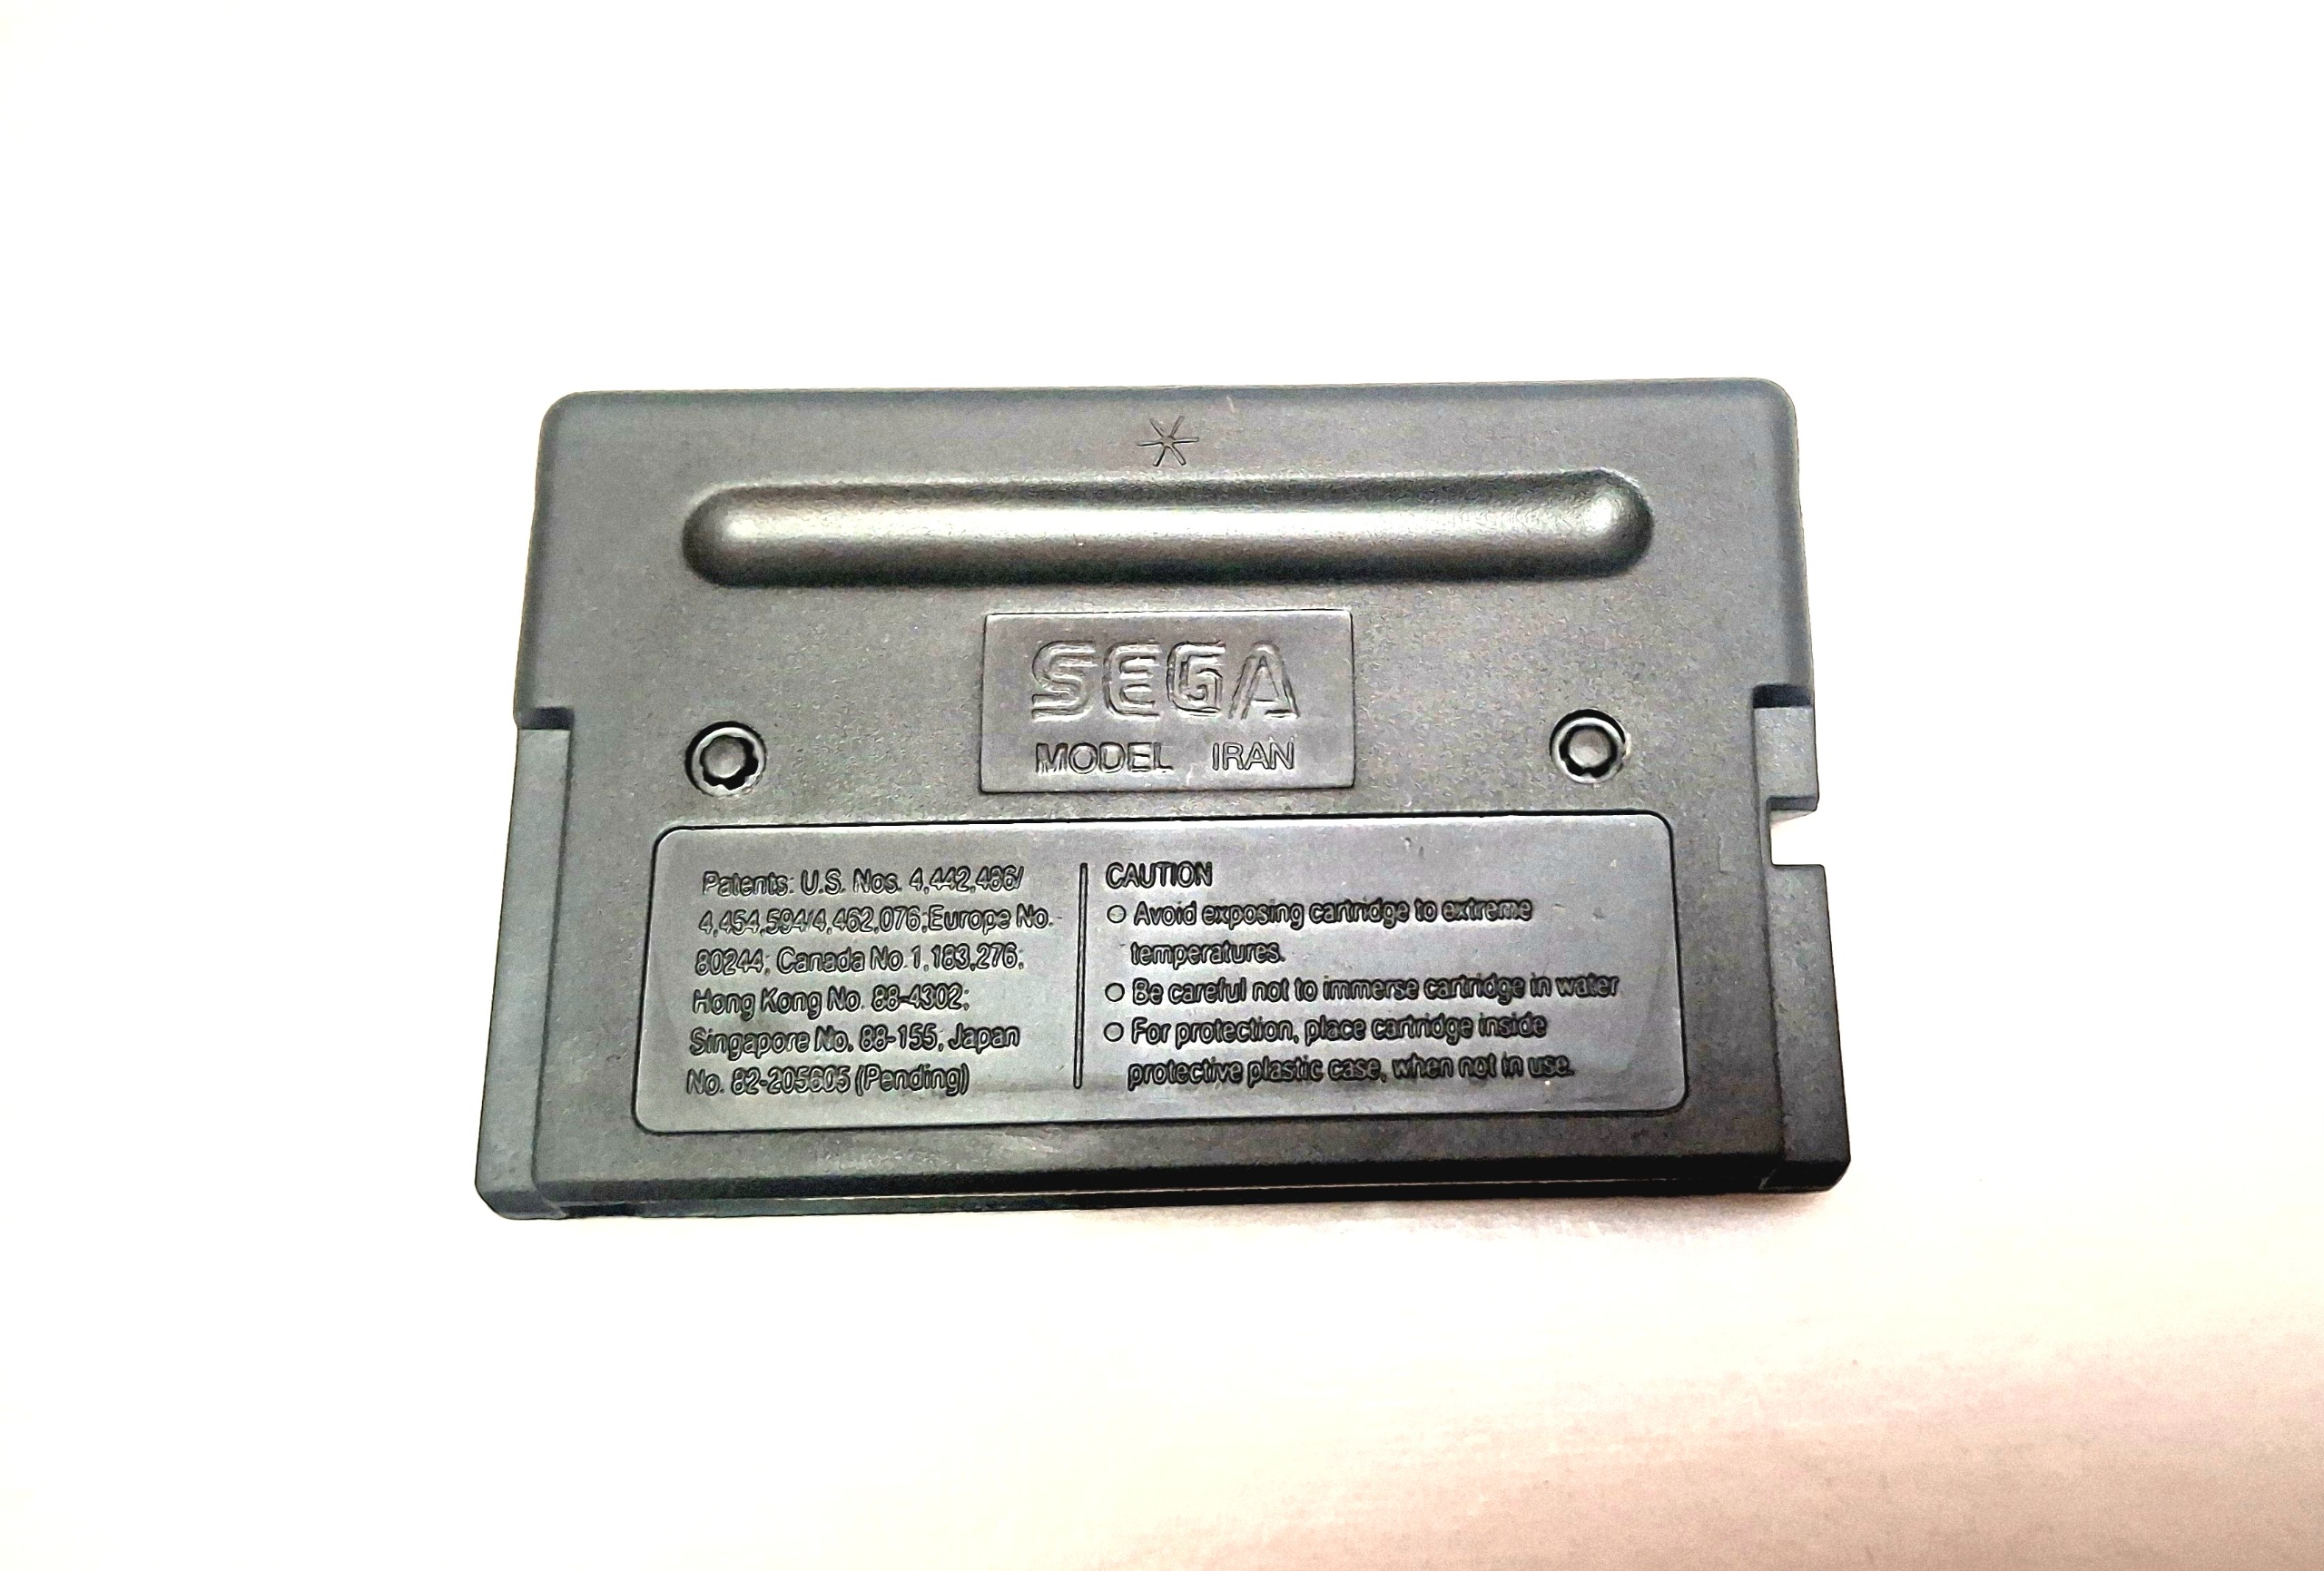 SEGA
MODEL IRAN
Patents: U.S. Nos. 4,442,486/
4,454,594/4,462,076;Europe No.
80244; Canada No.1,183,276;
Hong Kong No. 88-4302;
Singapore No. 88-155, Japan
No. 82-205605 (Pending)
CAUTION
○ Avoid exposing cartridge to extreme
temperatures.
○ Be careful not to immerse cartridge in water
○ For protection, place cartridge inside
protective plastic case, when not in use.